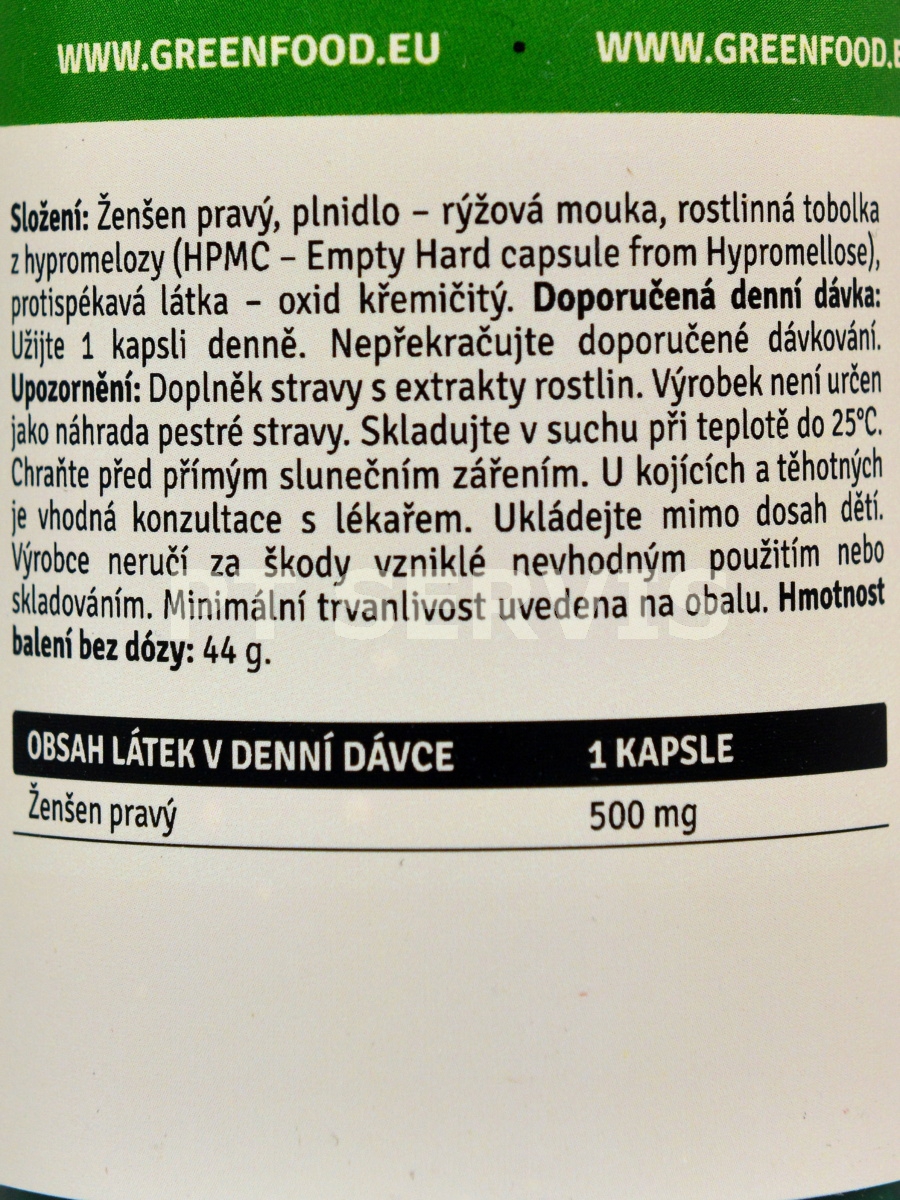 WWW.GREENFOOD.EU • WWW.GREENFOOD.E
Složení: Ženšen pravý, plnidlo – rýžová mouka, rostlinná tobolka
z hypromelozy (HPMC – Empty Hard capsule from Hypromellose),
protispékavá látka – oxid křemičitý. Doporučená denní dávka:
Užijte 1 kapsli denně. Nepřekračujte doporučené dávkování.
Upozornění: Doplněk stravy s extrakty rostlin. Výrobek není určen
jako náhrada pestré stravy. Skladujte v suchu při teplotě do 25°C.
Chraňte před přímým slunečním zářením. U kojících a těhotných
je vhodná konzultace s lékařem. Ukládejte mimo dosah dětí.
Výrobce neručí za škody vzniklé nevhodným použitím nebo
skladováním. Minimální trvanlivost uvedena na obalu. Hmotnost
balení bez dózy: 44 g.
OBSAH LÁTEK V DENNÍ DÁVCE 1 KAPSLE
Ženšen pravý 500 mg